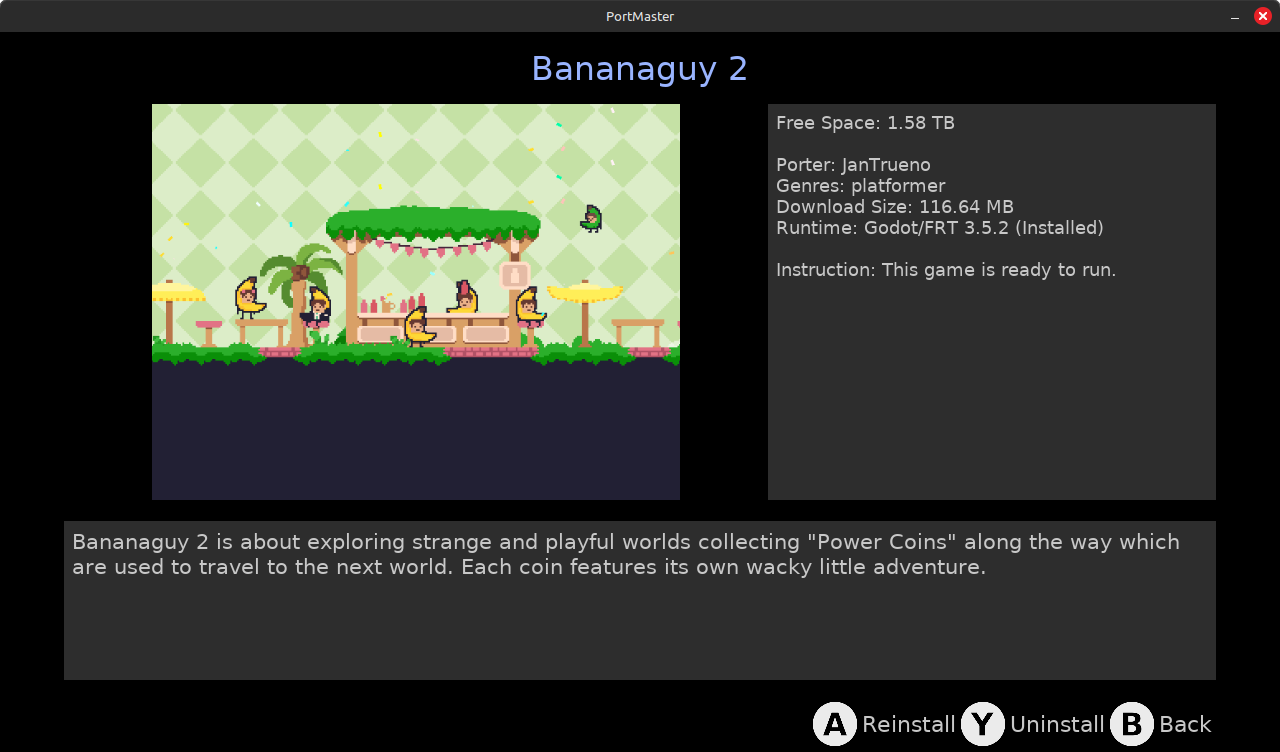 PortMaster
Bananaguy 2
Free Space: 1.58 TB
Porter: JanTrueno
Genres: platformer
Download Size: 116.64 MB
Runtime: Godot/FRT 3.5.2 (Installed)
Instruction: This game is ready to run.
Bananaguy 2 is about exploring strange and playful worlds collecting "Power Coins" along the way which
are used to travel to the next world. Each coin features its own wacky little adventure.
A Reinstall Y Uninstall B Back